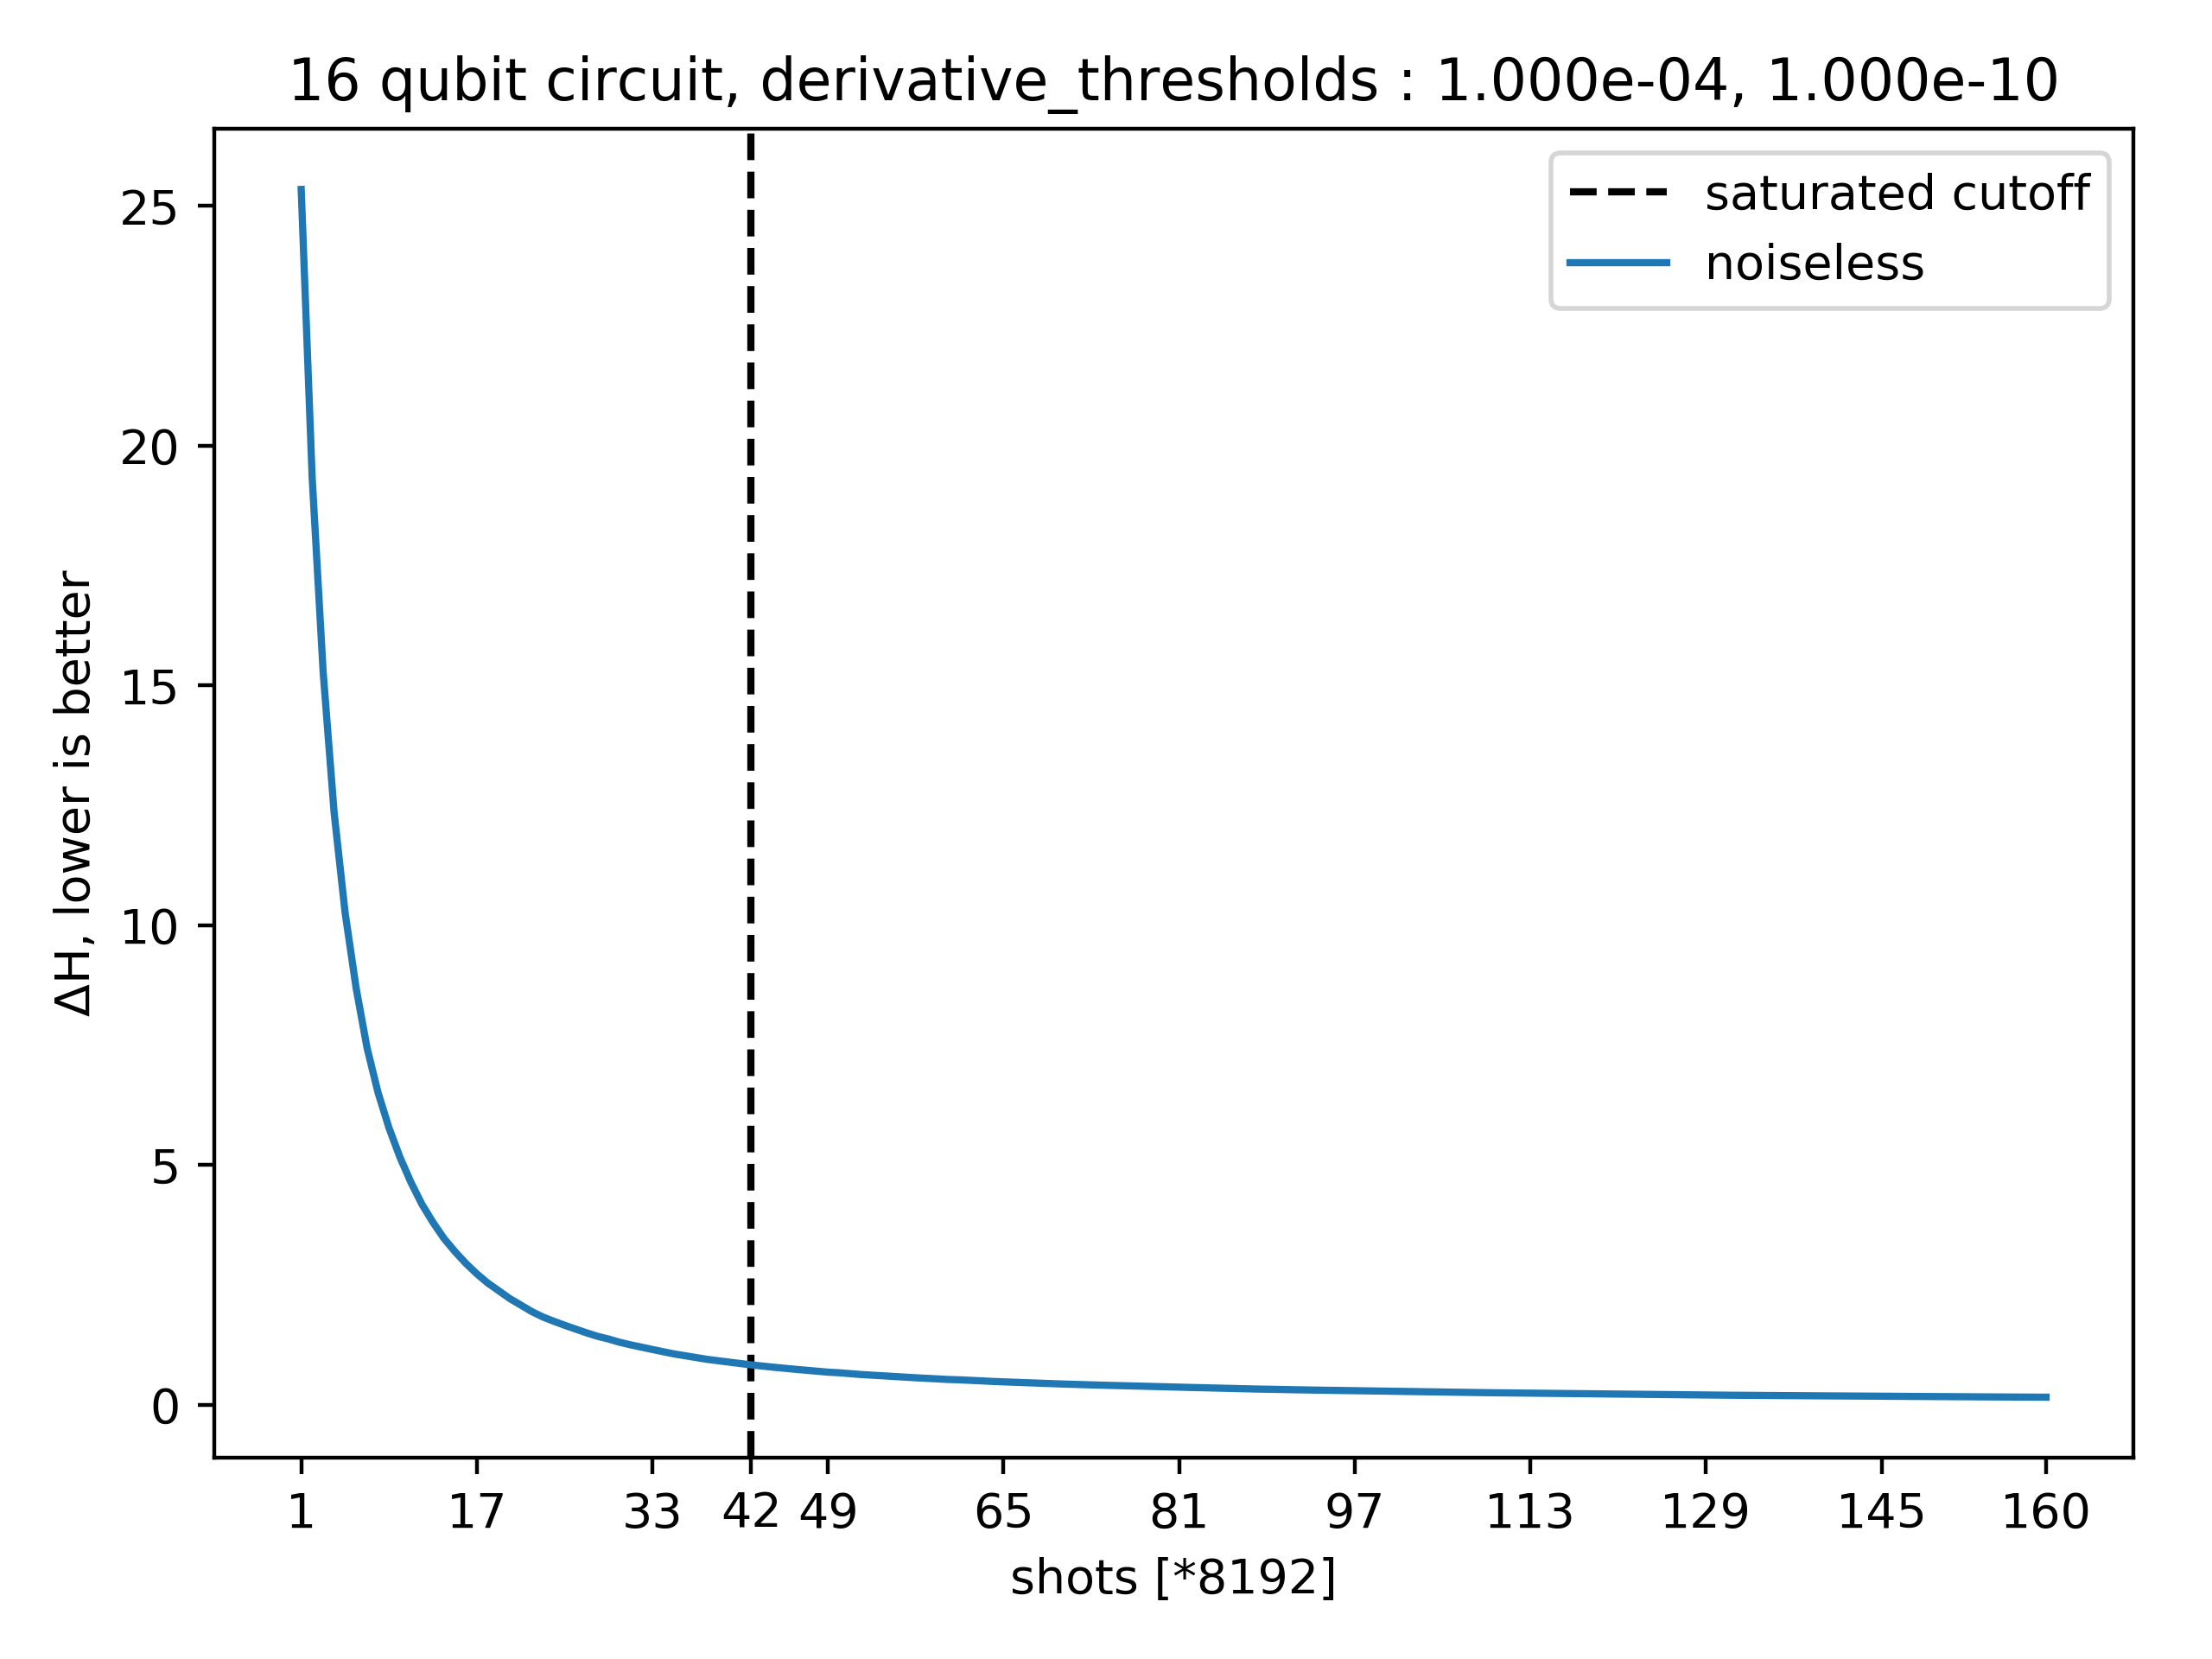 16 qubit circuit, derivative_thresholds : 1.000e-04, 1.000e-10
saturated cutoff
noiseless
ΔH, lower is better
25
20
15
10
5
0
1 17 33 42 49 65 81 97 113 129 145 160
shots [*8192]